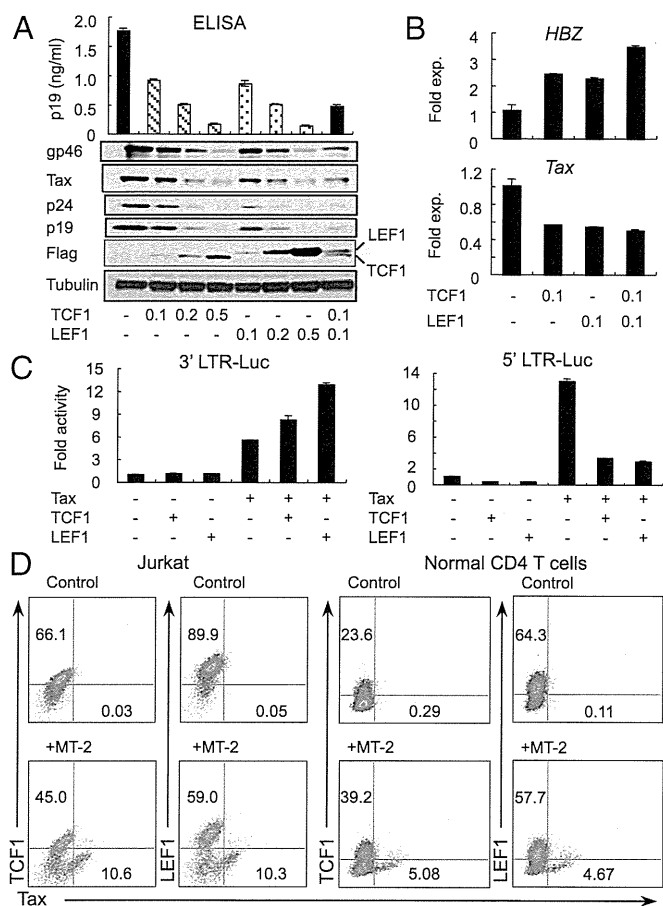 A
ELISA
p19 (ng/ml)
2.0
1.5
1.0
0.5
0.0
gp46
Tax
p24
p19
Flag
Tubulin
LEF1
TCF1
TCF1 - 0.1 0.2 0.5 - - - 0.1
LEF1 - - - - 0.1 0.2 0.5 0.1
B
HBZ
Fold exp.
4
3
2
1
0
Tax
Fold exp.
1.2
0.8
0.4
0
TCF1 - 0.1 - 0.1
LEF1 - - 0.1 0.1
C
3' LTR-Luc
Fold activity
15
12
9
6
3
0
Tax - - - + + +
TCF1 - + - - + -
LEF1 - - + - - +
5' LTR-Luc
14
12
8
6
2
0
Tax - - - + + +
TCF1 - + - - + -
LEF1 - - + - - +
D
Jurkat
Normal CD4 T cells
Control
Control
Control
Control
66.1
0.03
89.9
0.05
23.6
0.29
64.3
0.11
+MT-2
+MT-2
+MT-2
+MT-2
45.0
10.6
59.0
10.3
39.2
5.08
57.7
4.67
TCF1
LEF1
TCF1
LEF1
Tax